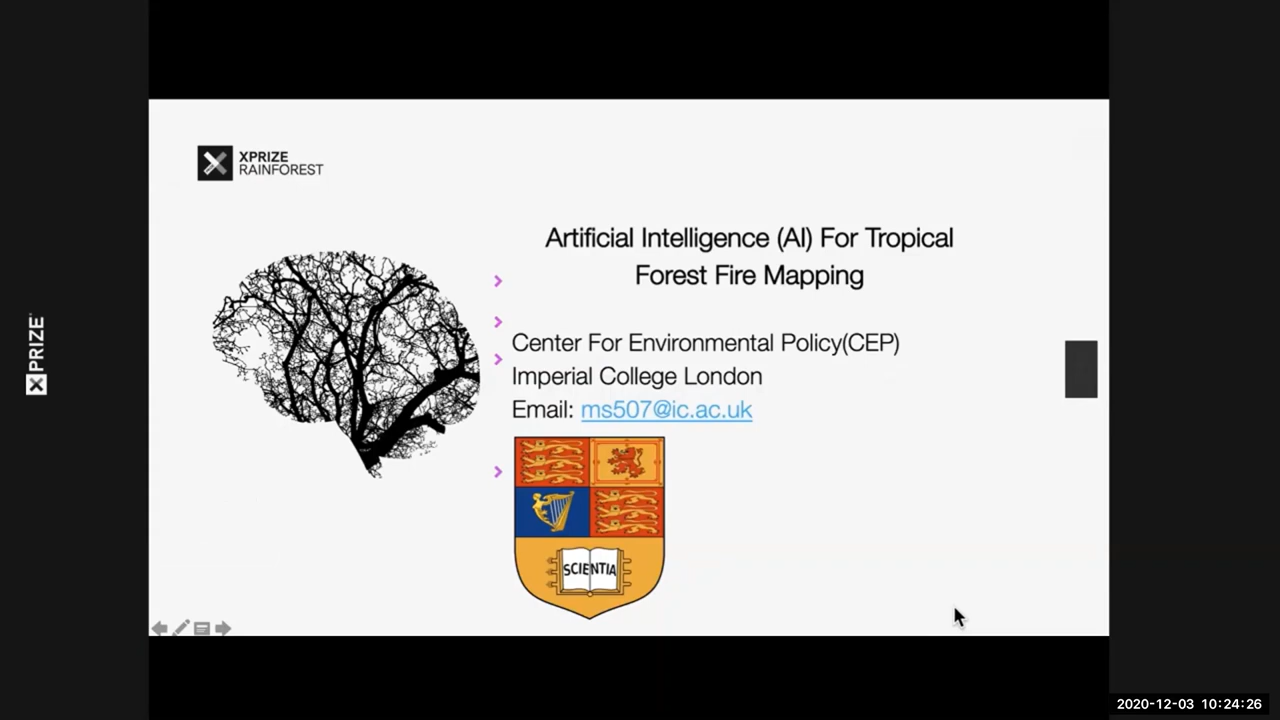 XPRIZE
RAINFOREST
Artificial Intelligence (AI) For Tropical
Forest Fire Mapping
Center For Environmental Policy(CEP)
Imperial College London
Email: ms507@ic.ac.uk
SCIENTIA
XPRIZE
2020-12-03 10:24:26